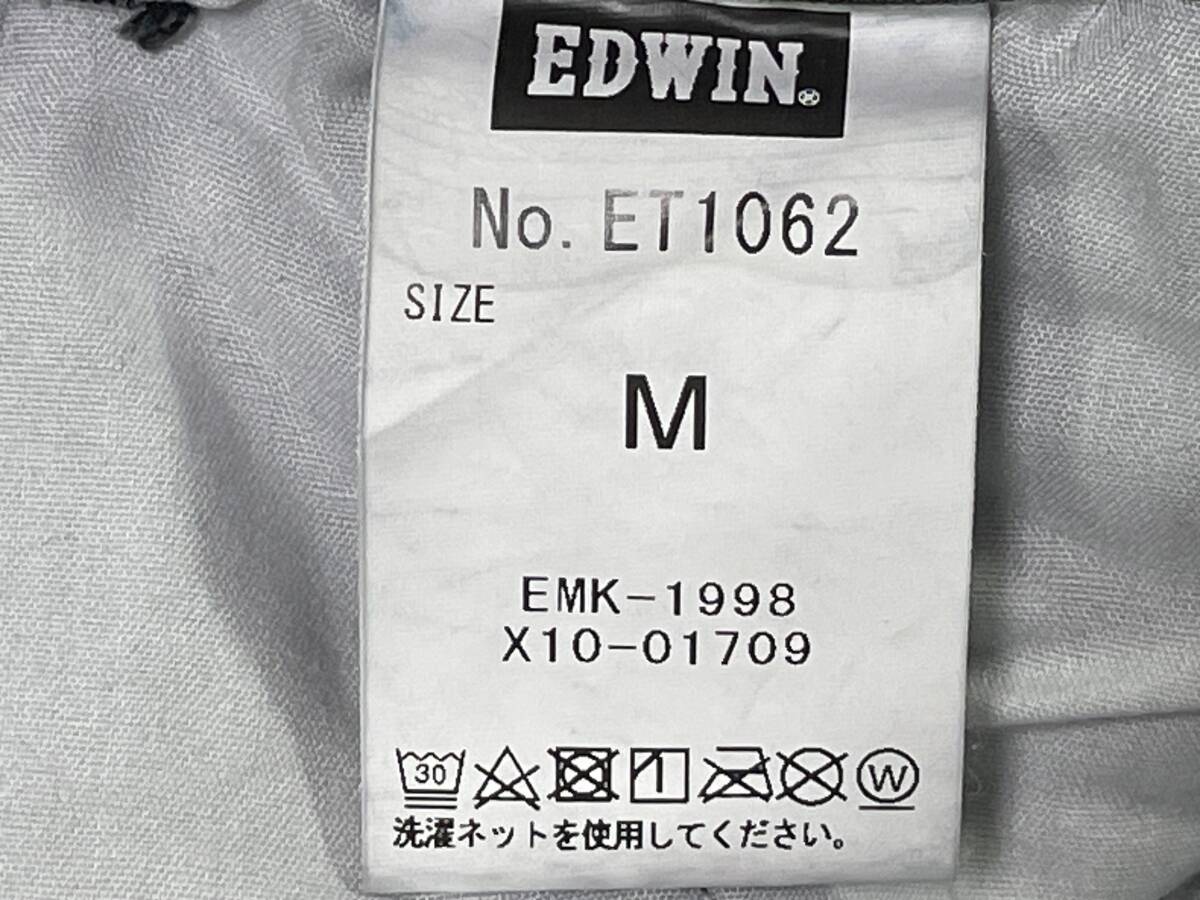 EDWIN®
No. ET1062
SIZE
M
EMK-1998
X10-01709
30 W
洗濯ネットを使用してください。